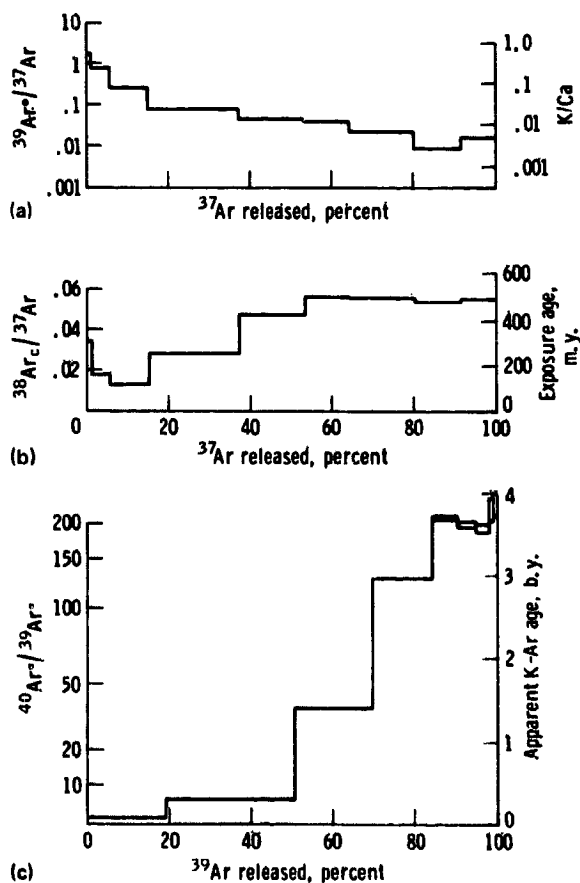 10
1
.1
.01
.001
³⁹Ar*/³⁷Ar
1.0
.1
.01
.001
K/Ca
(a)
³⁷Ar released, percent
.06
.04
.02
³⁸Ar_c/³⁷Ar
600
400
200
0
Exposure age, m.y.
0 20 40 60 80 100
(b)
³⁷Ar released, percent
200
150
100
50
20
10
⁴⁰Ar*/³⁹Ar*
4
3
2
1
0
Apparent K-Ar age, b.y.
0 20 40 60 80 100
(c)
³⁹Ar released, percent